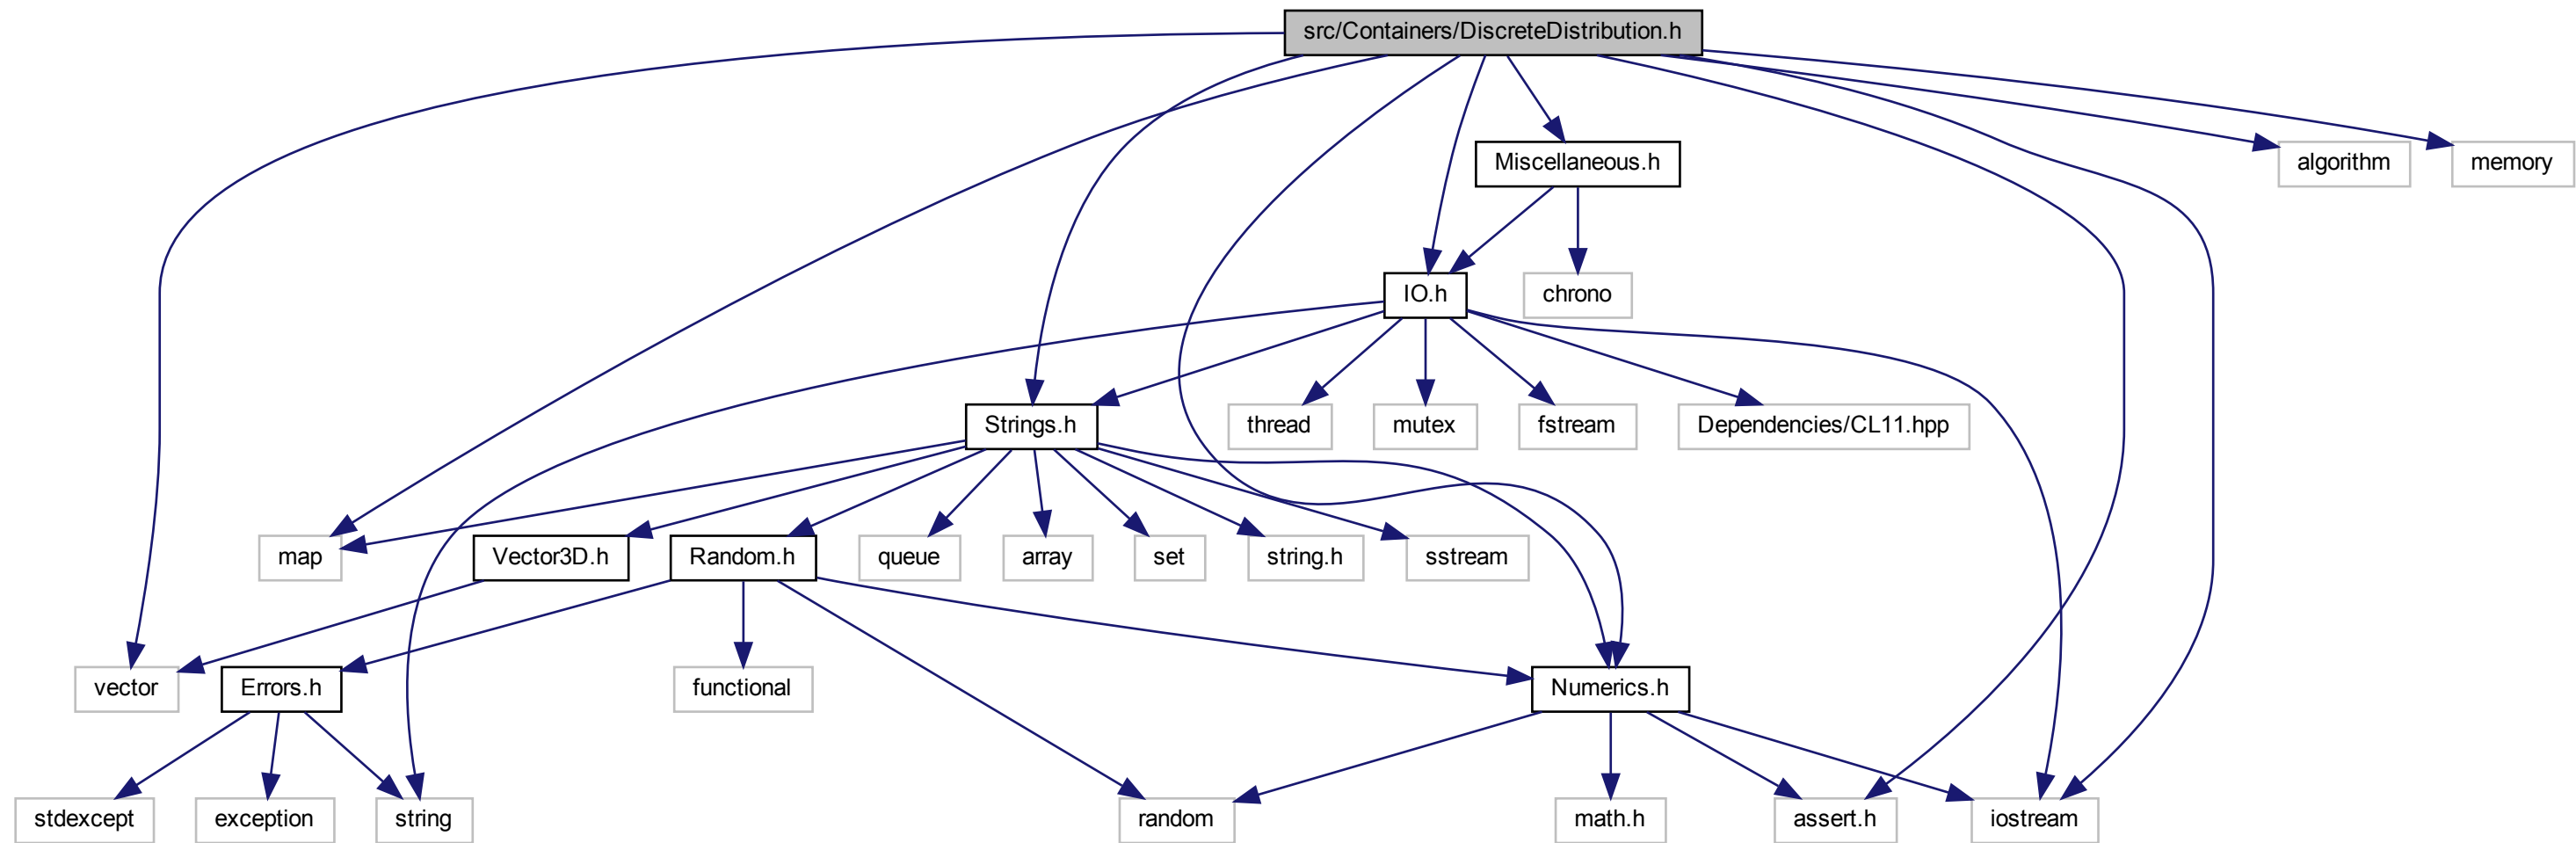 src/Containers/DiscreteDistribution.h
Miscellaneous.h
algorithm
memory
IO.h
chrono
Strings.h
thread
mutex
fstream
Dependencies/CL11.hpp
map
Vector3D.h
Random.h
queue
array
set
string.h
sstream
vector
Errors.h
functional
Numerics.h
stdexcept
exception
string
random
math.h
assert.h
iostream